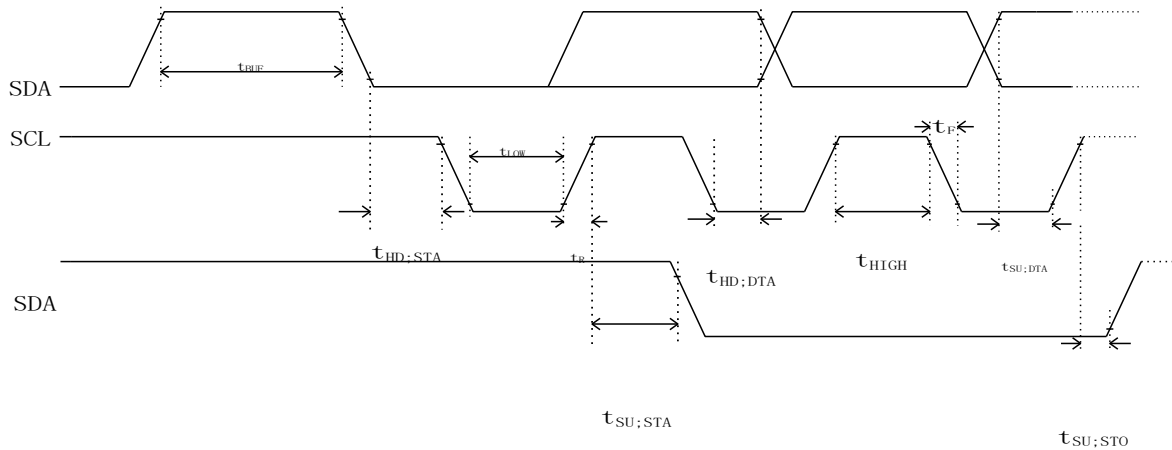 tBUF
SDA
SCL
tF
tLOW
tHD;STA
tR
tHD;DTA
tHIGH
tSU;DTA
SDA
tSU;STA
tSU;STO